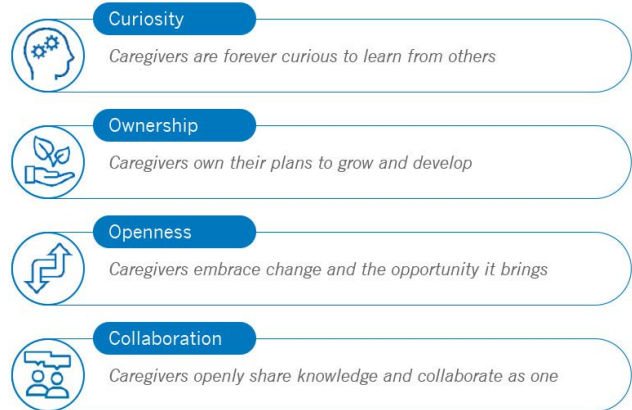 Curiosity
Caregivers are forever curious to learn from others
Ownership
Caregivers own their plans to grow and develop
Openness
Caregivers embrace change and the opportunity it brings
Collaboration
Caregivers openly share knowledge and collaborate as one